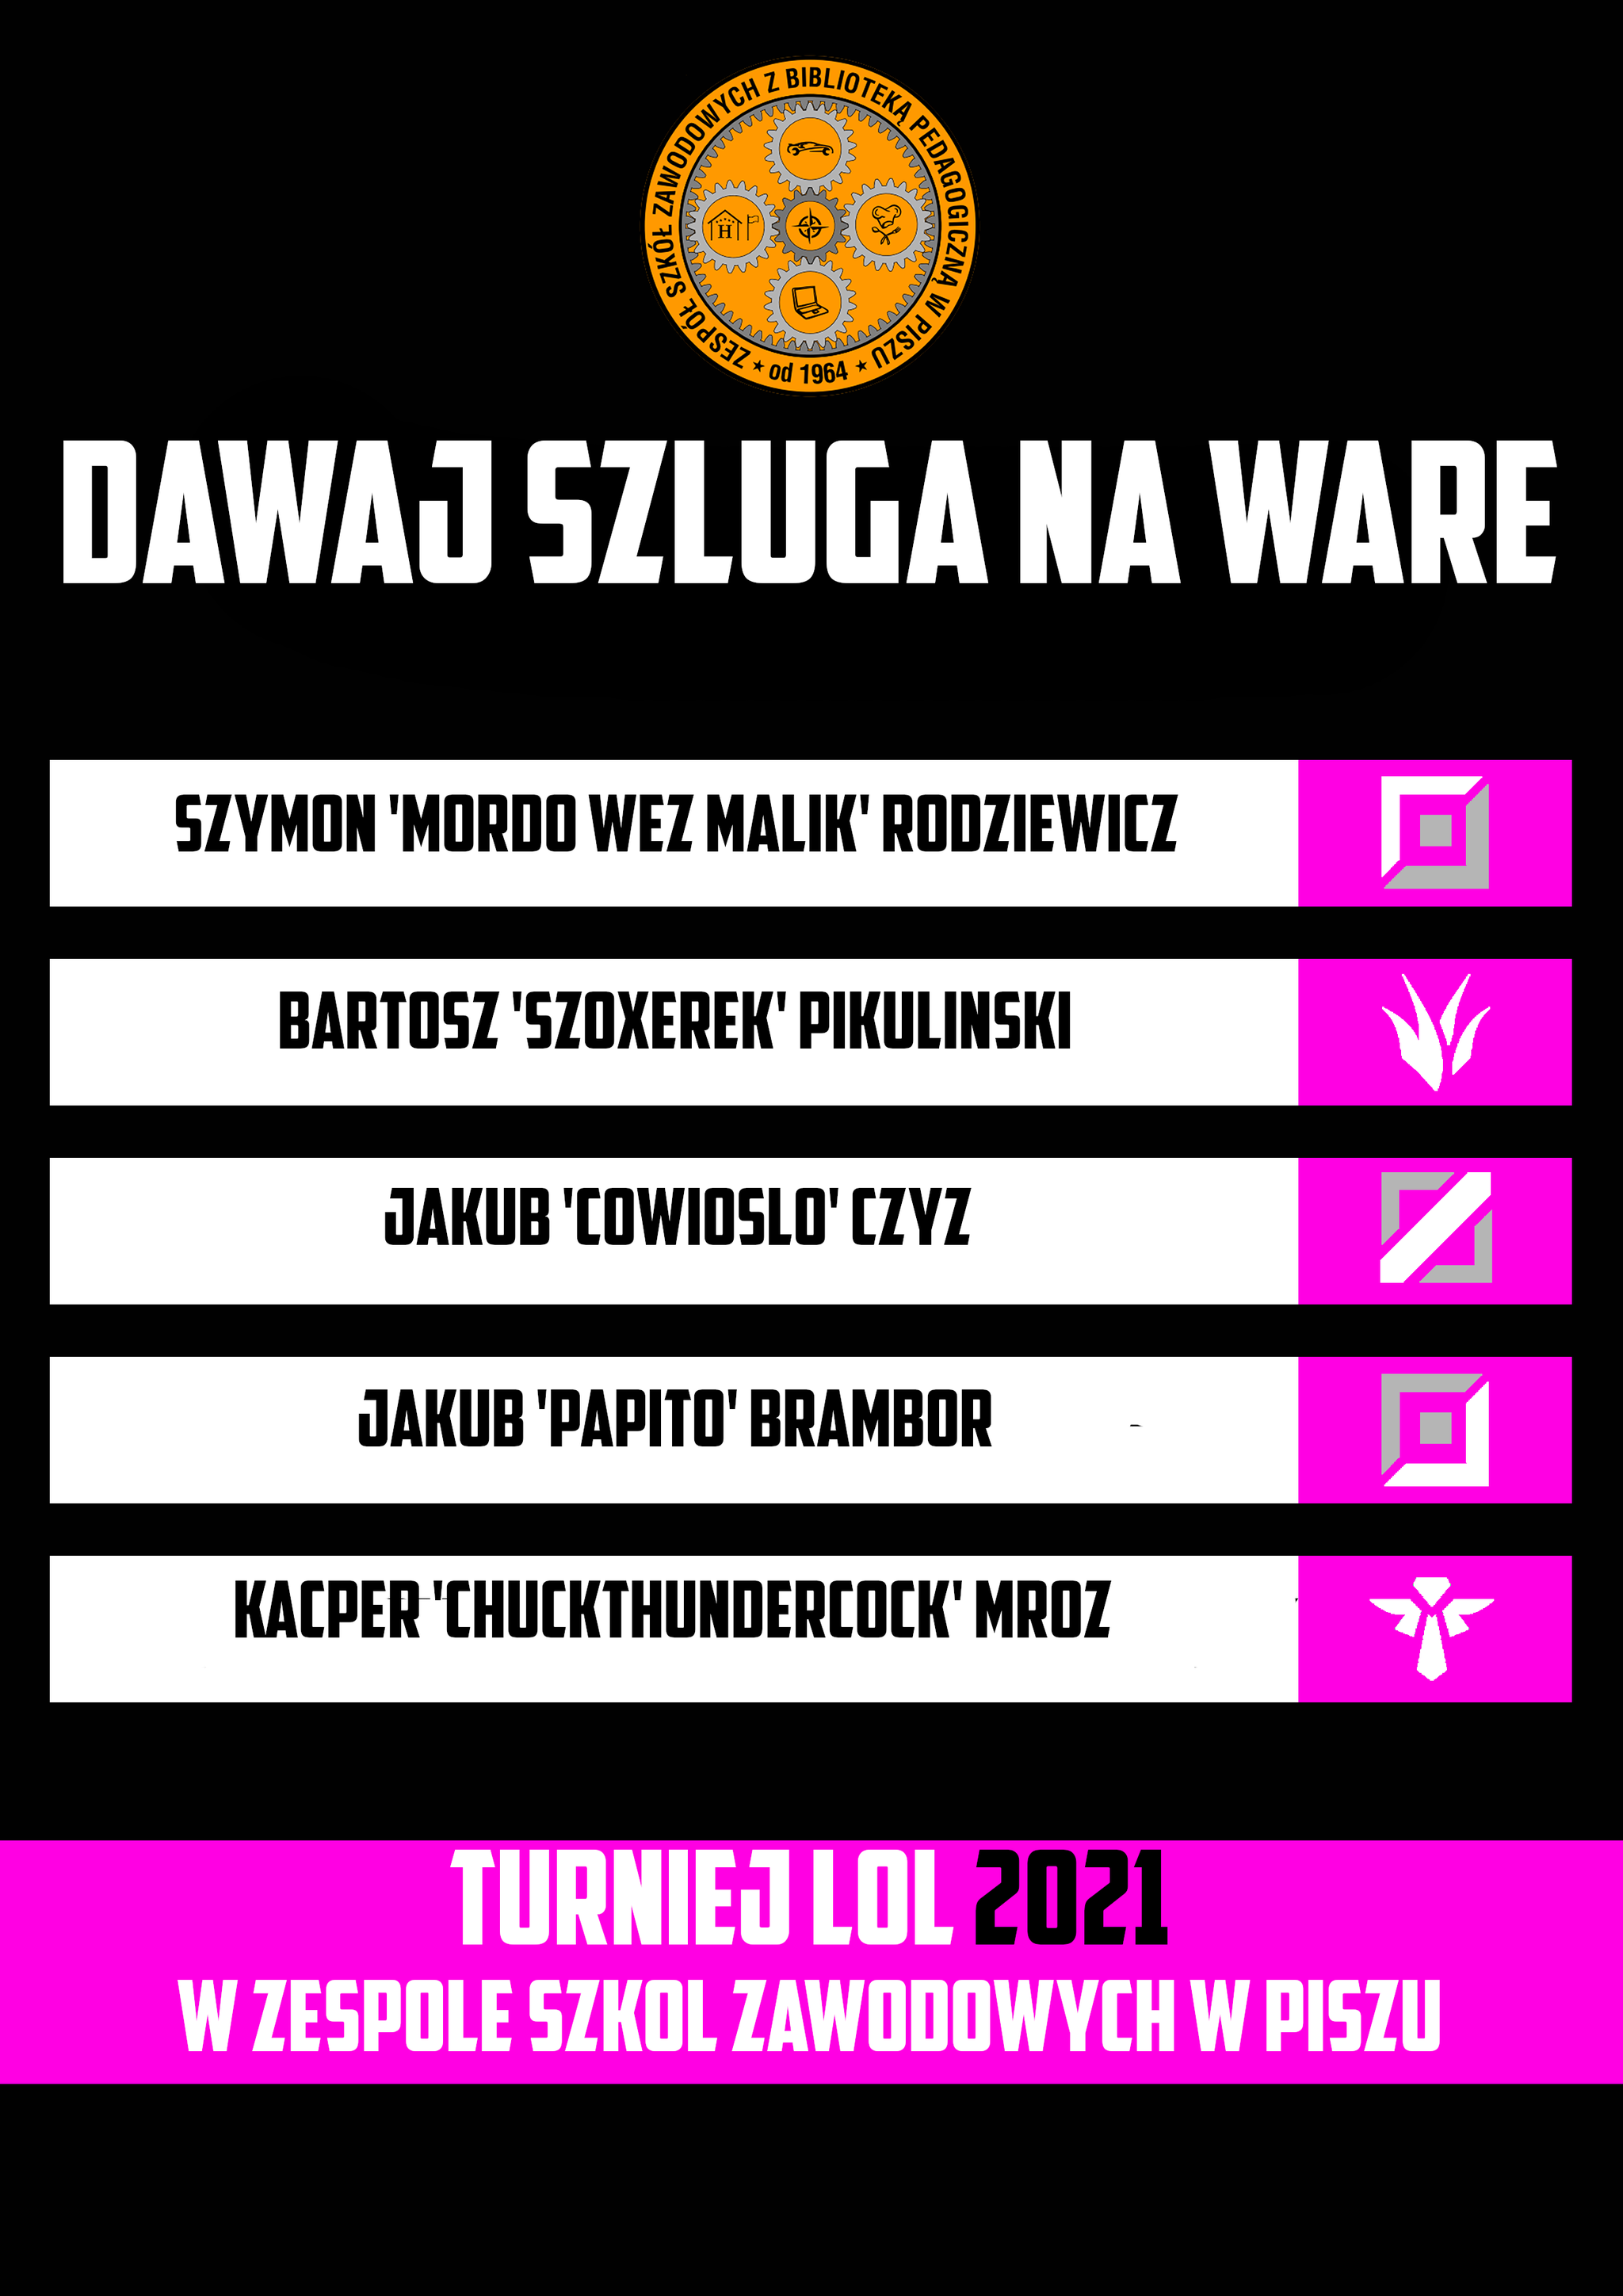 ZESPÓŁ SZKÓŁ ZAWODOWYCH Z BIBLIOTEKĄ PEDAGOGICZNĄ W PISZU
★ od 1964 ★
H
DAWAJ SZLUGA NA WARE
SZYMON 'MORDO WEZ MALIK' RODZIEWICZ
BARTOSZ 'SZOXEREK' PIKULINSKI
JAKUB 'COWIOSLO' CZYZ
JAKUB 'PAPITO' BRAMBOR
KACPER 'CHUCKTHUNDERCOCK' MROZ
TURNIEJ LOL 2021
W ZESPOLE SZKOL ZAWODOWYCH W PISZU